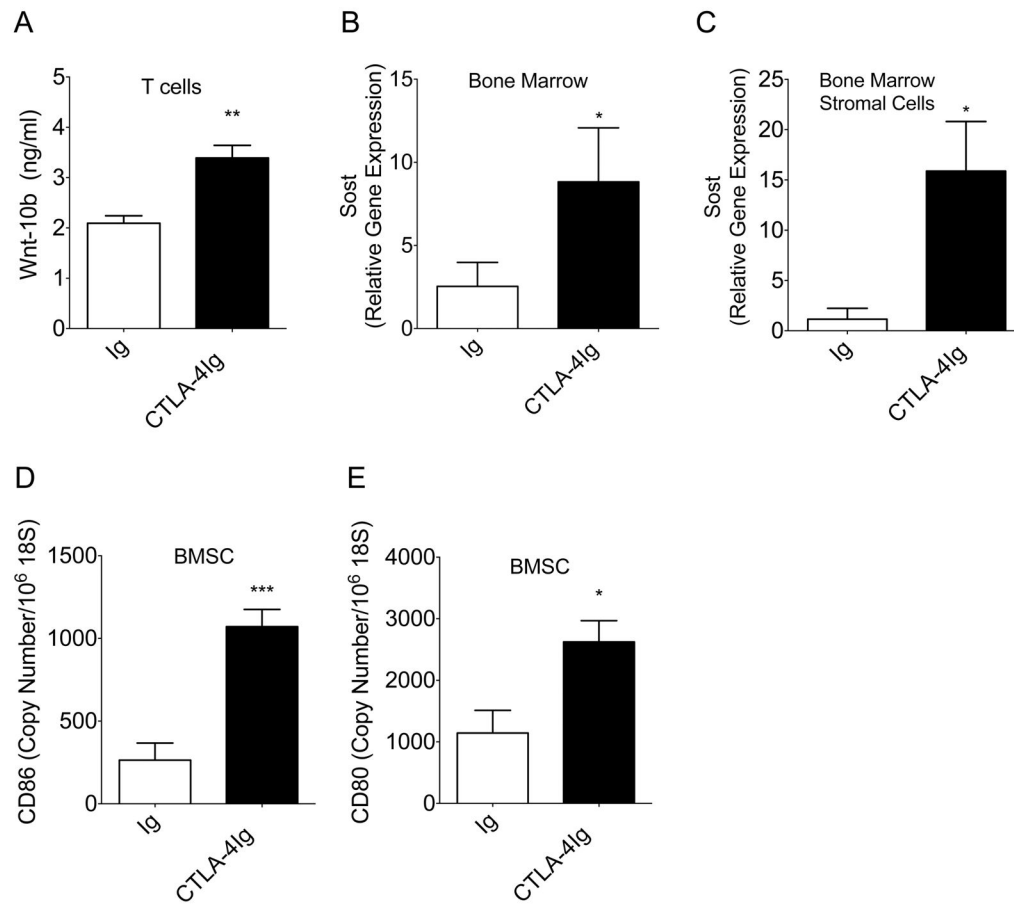 A
T cells
Wnt-10b (ng/ml)
5
4
3
2
1
0
**
Ig
CTLA-4Ig
B
Bone Marrow
Sost
(Relative Gene Expression)
15
10
5
0
*
Ig
CTLA-4Ig
C
Bone Marrow
Stromal Cells
Sost
(Relative Gene Expression)
25
20
15
10
5
0
*
Ig
CTLA-4Ig
D
BMSC
CD86 (Copy Number/10⁶ 18S)
1500
1000
500
0
***
Ig
CTLA-4Ig
E
BMSC
CD80 (Copy Number/10⁶ 18S)
4000
3000
2000
1000
0
*
Ig
CTLA-4Ig